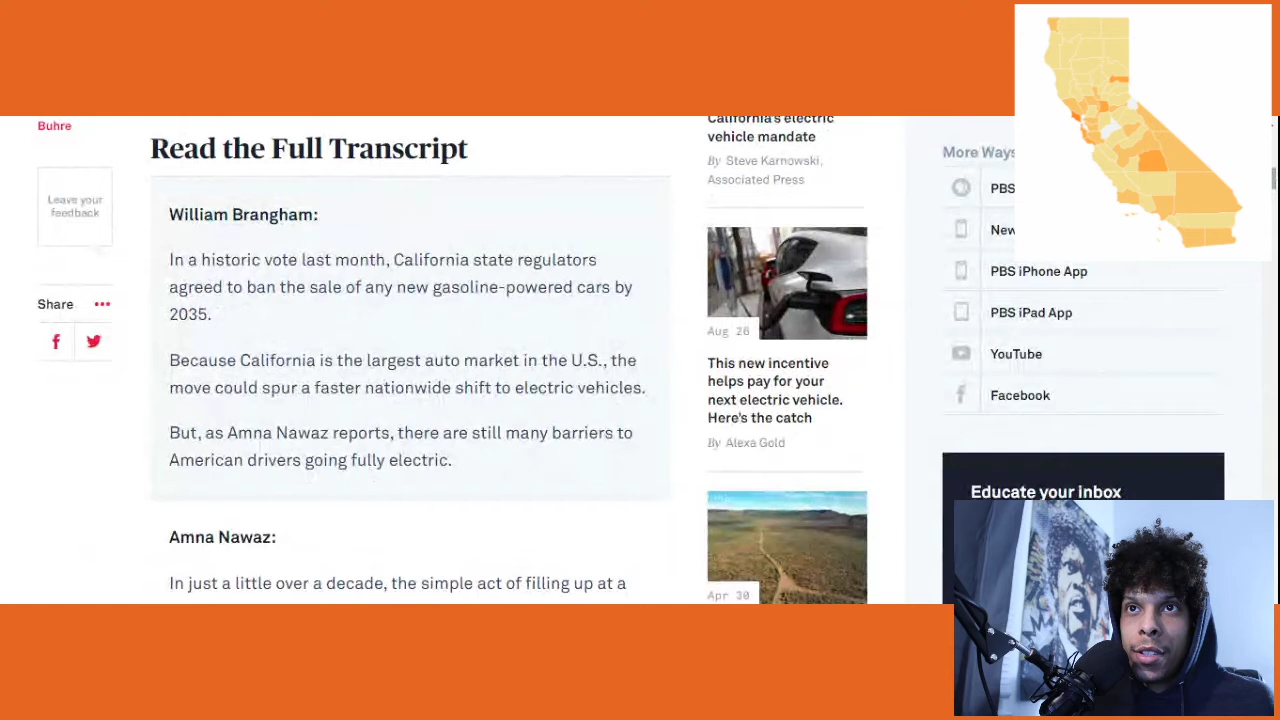 Buhre
Leave your
feedback
Share
Read the Full Transcript
William Brangham:
In a historic vote last month, California state regulators
agreed to ban the sale of any new gasoline-powered cars by
2035.
Because California is the largest auto market in the U.S., the
move could spur a faster nationwide shift to electric vehicles.
But, as Amna Nawaz reports, there are still many barriers to
American drivers going fully electric.
Amna Nawaz:
In just a little over a decade, the simple act of filling up at a
California's electric
vehicle mandate
By Steve Karnowski,
Associated Press
Aug 26
This new incentive
helps pay for your
next electric vehicle.
Here's the catch
By Alexa Gold
Apr 30
More Ways
PBS
New
PBS iPhone App
PBS iPad App
YouTube
Facebook
Educate your inbox